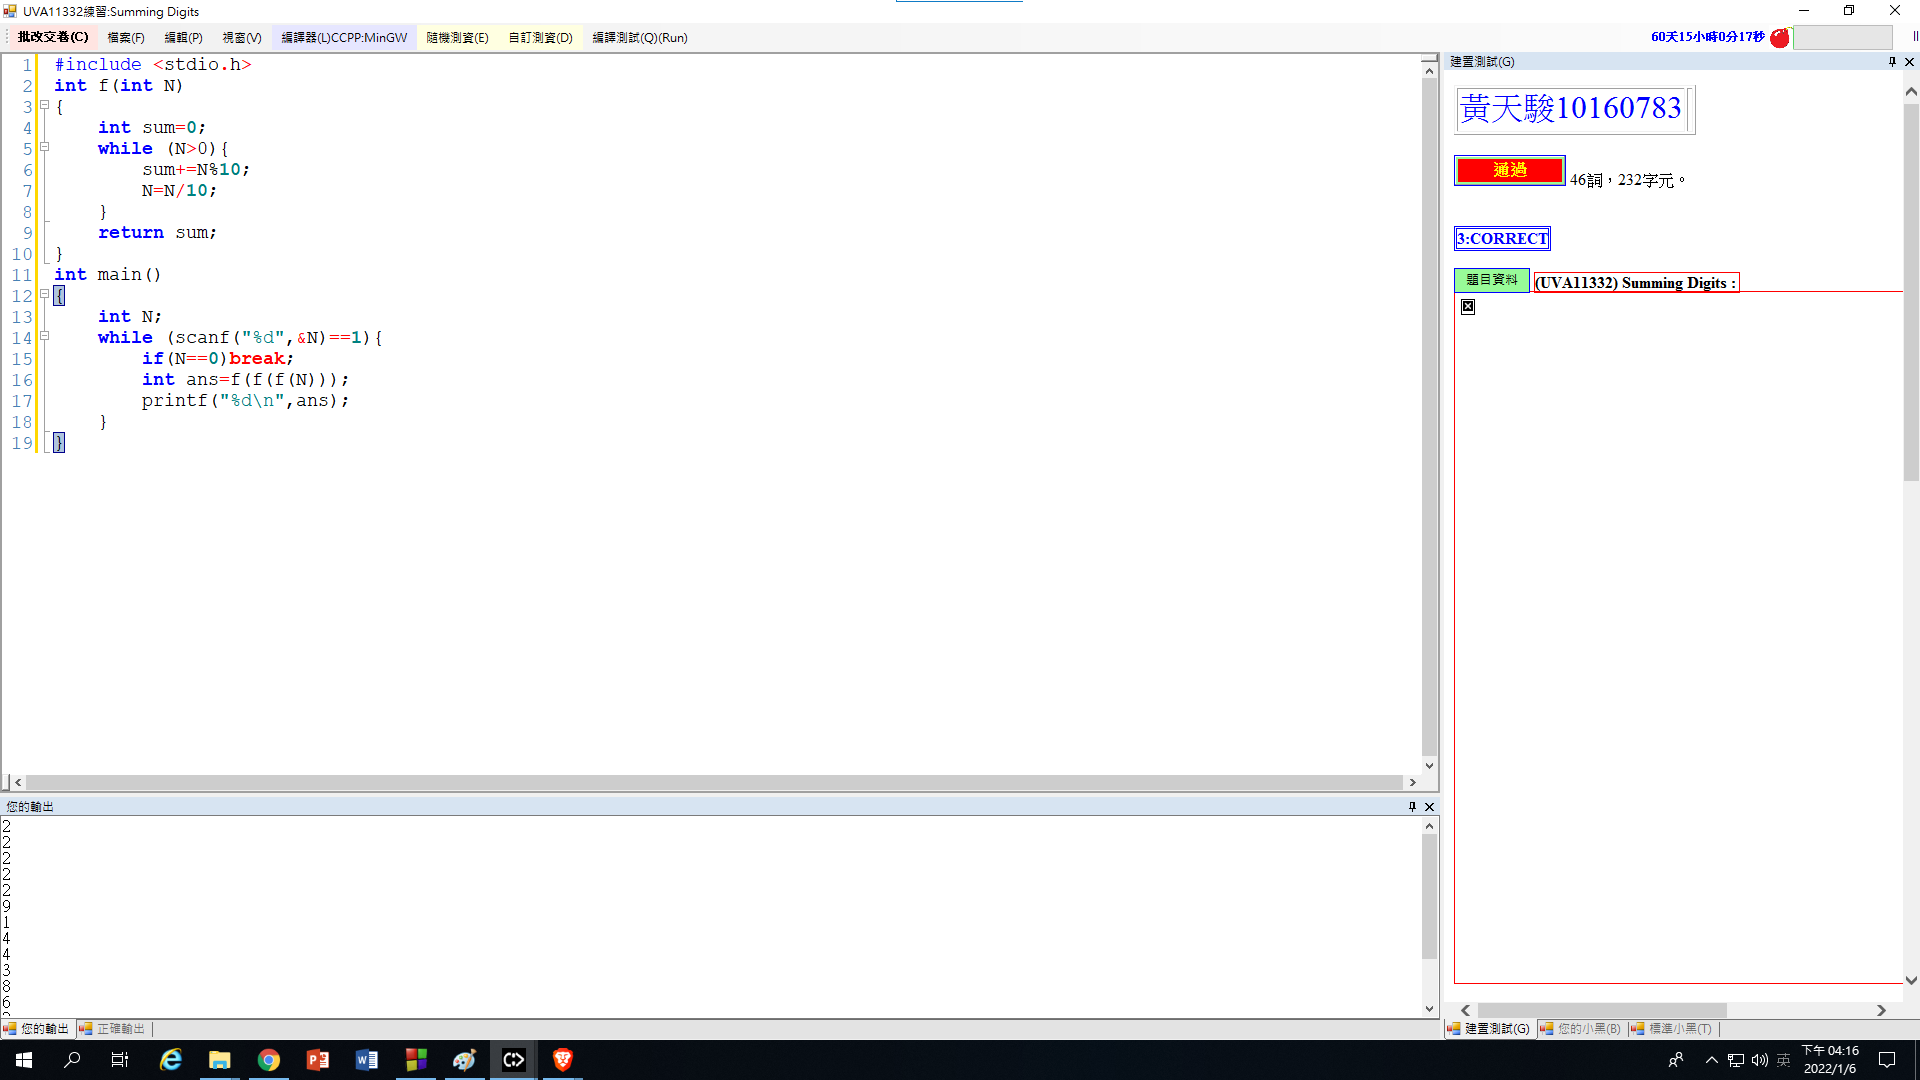 UVA11332練習:Summing Digits
批改交卷(C) 檔案(F) 編輯(P) 視窗(V) 編譯器(L)CCPP:MinGW 隨機測資(E) 自訂測資(D) 編譯測試(Q)(Run) 60天15小時0分17秒
1 #include <stdio.h>
2 int f(int N)
3 {
4 int sum=0;
5 while (N>0){
6 sum+=N%10;
7 N=N/10;
8 }
9 return sum;
10 }
11 int main()
12 {
13 int N;
14 while (scanf("%d",&N)==1){
15 if(N==0)break;
16 int ans=f(f(f(N)));
17 printf("%d\n",ans);
18 }
19 }
您的輸出
2
2
2
2
2
9
1
4
4
3
8
6
您的輸出 正確輸出
建置測試(G)
黃天駿10160783
通過 46詞，232字元。
3:CORRECT
題目資料 (UVA11332) Summing Digits :
建置測試(G) 您的小黑(B) 標準小黑(T)
英 下午 04:16
2022/1/6